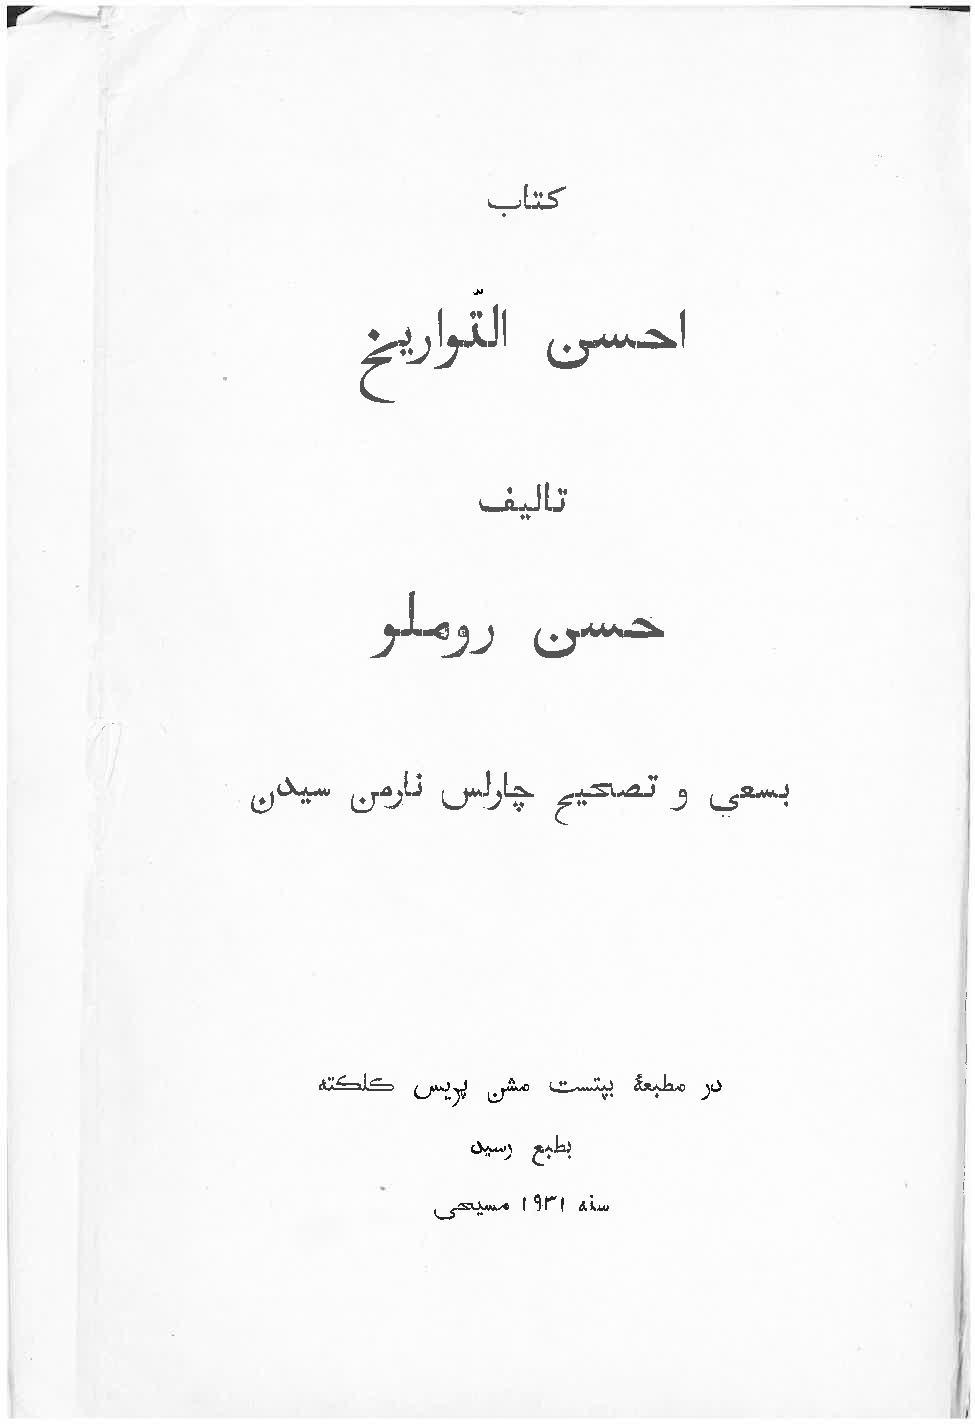 كتاب
احسن التّواريخ
تاليف
حسن روملو
بسعي و تصحيح چارلس نارمن سيدن
در مطبعۀ بپتست مشن پريس كلكته
بطبع رسيد
سنه ۱۹۳۱ مسيحى